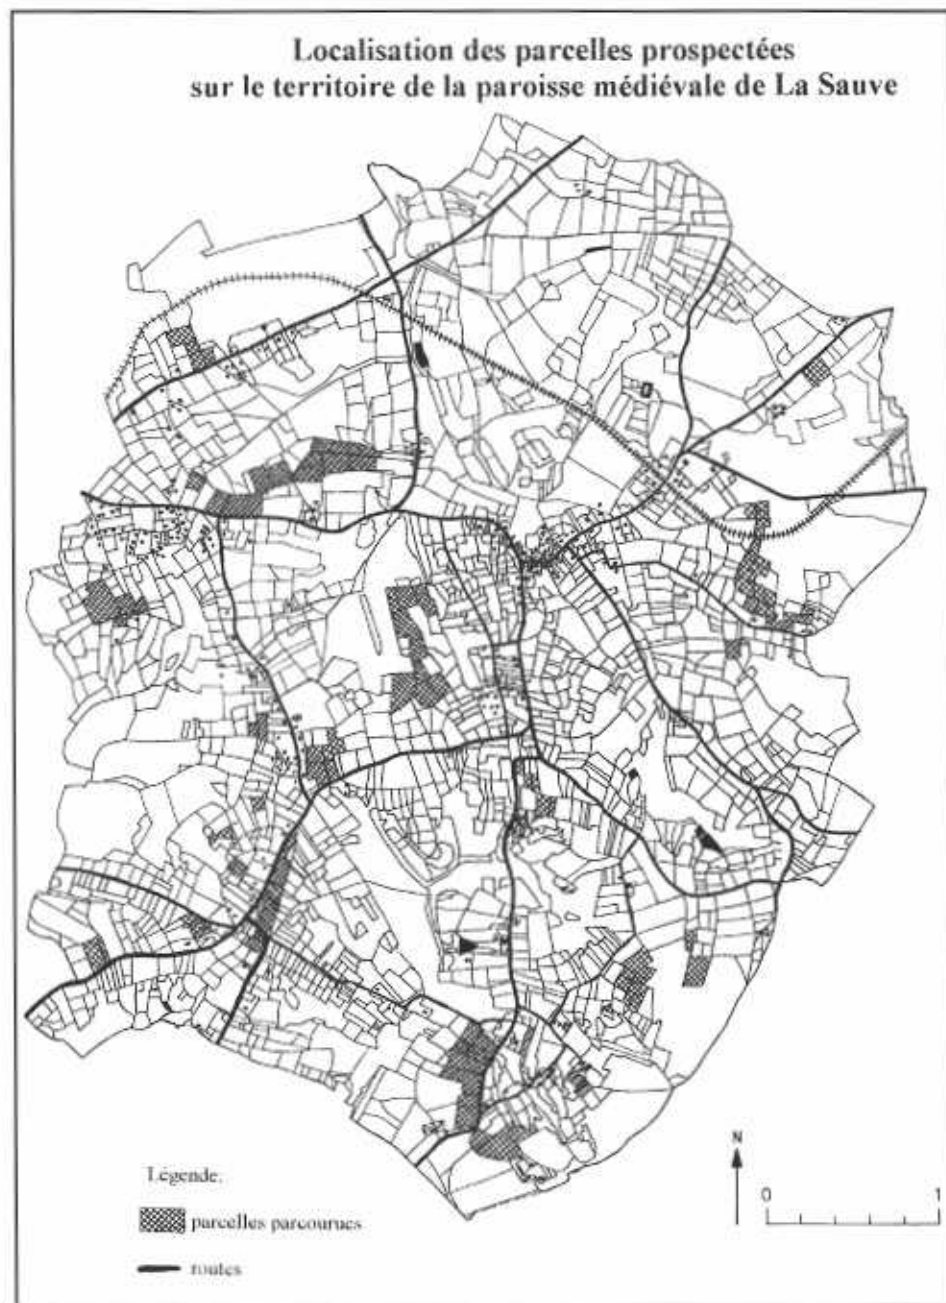 Localisation des parcelles prospectées
sur le territoire de la paroisse médiévale de La Sauve
N
0 1
Légende:
parcelles parcourues
routes